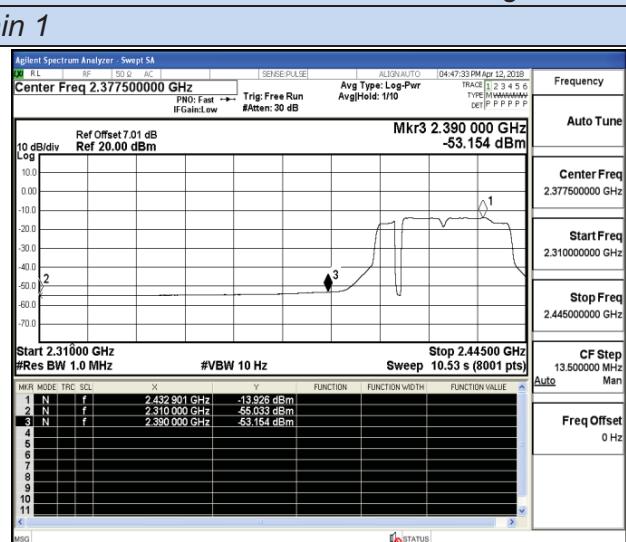 in 1
Agilent Spectrum Analyzer - Swept SA
RL RF 50 Ω AC SENSE:PULSE ALIGN AUTO 04:47:33 PM Apr 12, 2018
Center Freq 2.377500000 GHz
PNO: Fast
IFGain:Low
Trig: Free Run
#Atten: 30 dB
Avg Type: Log-Pwr
Avg|Hold: 1/10
TRACE 1 2 3 4 5 6
TYPE M WWWWW
DET P P P P P P
Ref Offset 7.01 dB
10 dB/div Ref 20.00 dBm
Log
Mkr3 2.390 000 GHz
-53.154 dBm
10.0
0.00
-10.0
-20.0
-30.0
-40.0
-50.0
-60.0
-70.0
1
2
3
Start 2.31000 GHz Stop 2.44500 GHz
#Res BW 1.0 MHz #VBW 10 Hz Sweep 10.53 s (8001 pts)
MKR MODE TRC SCL X Y FUNCTION FUNCTION WIDTH FUNCTION VALUE
1 N f 2.432 901 GHz -13.926 dBm
2 N f 2.310 000 GHz -55.033 dBm
3 N f 2.390 000 GHz -53.154 dBm
4
5
6
7
8
9
10
11
MSG STATUS
Frequency
Auto Tune
Center Freq
2.377500000 GHz
Start Freq
2.310000000 GHz
Stop Freq
2.445000000 GHz
CF Step
13.500000 MHz
Auto Man
Freq Offset
0 Hz